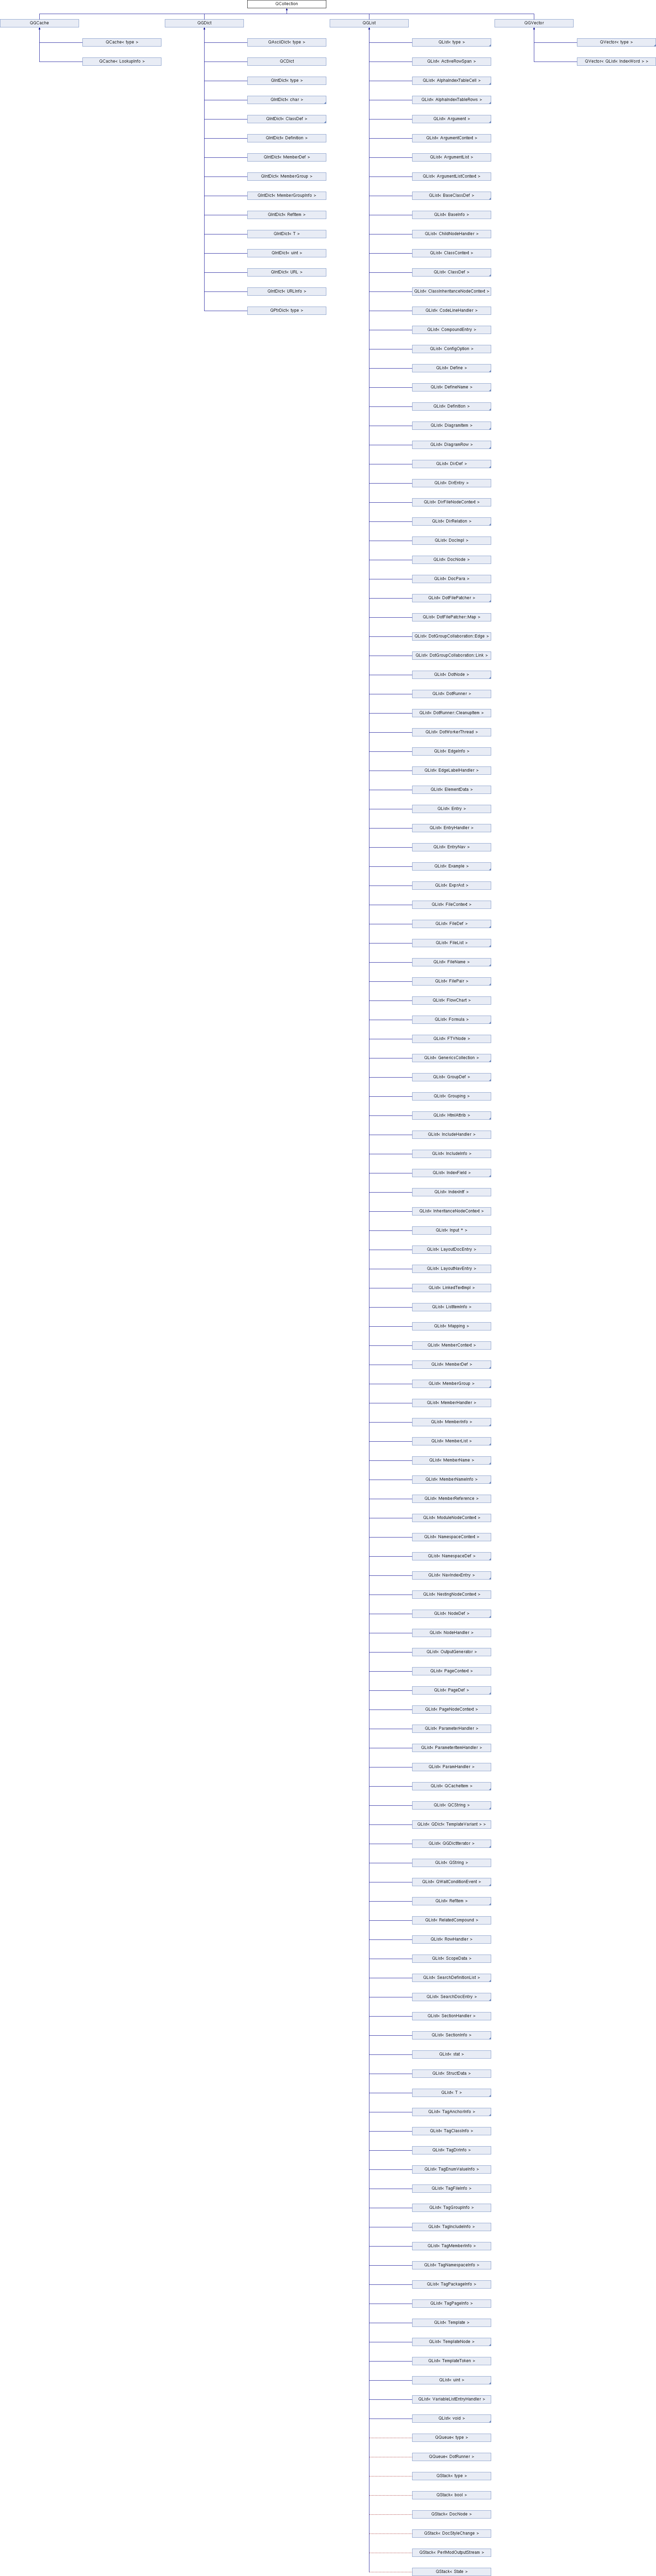 QCollection
QGCache
QGDict
QGList
QGVector
QCache< type >
QCache< LookupInfo >
QAsciiDict< type >
QCDict
QIntDict< type >
QIntDict< char >
QIntDict< ClassDef >
QIntDict< Definition >
QIntDict< MemberDef >
QIntDict< MemberGroup >
QIntDict< MemberGroupInfo >
QIntDict< RefItem >
QIntDict< T >
QIntDict< uint >
QIntDict< URL >
QIntDict< URLInfo >
QPtrDict< type >
QList< type >
QList< ActiveRowSpan >
QList< AlphaIndexTableCell >
QList< AlphaIndexTableRows >
QList< Argument >
QList< ArgumentContext >
QList< ArgumentList >
QList< ArgumentListContext >
QList< BaseClassDef >
QList< BaseInfo >
QList< ChildNodeHandler >
QList< ClassContext >
QList< ClassDef >
QList< ClassInheritanceNodeContext >
QList< CodeLineHandler >
QList< CompoundEntry >
QList< ConfigOption >
QList< Define >
QList< DefineName >
QList< Definition >
QList< DiagramItem >
QList< DiagramRow >
QList< DirDef >
QList< DirEntry >
QList< DirFileNodeContext >
QList< DirRelation >
QList< DocImpl >
QList< DocNode >
QList< DocPara >
QList< DotFilePatcher >
QList< DotFilePatcher::Map >
QList< DotGroupCollaboration::Edge >
QList< DotGroupCollaboration::Link >
QList< DotNode >
QList< DotRunner >
QList< DotRunner::CleanupItem >
QList< DotWorkerThread >
QList< EdgeInfo >
QList< EdgeLabelHandler >
QList< ElementData >
QList< Entry >
QList< EntryHandler >
QList< EntryNav >
QList< Example >
QList< ExprAst >
QList< FileContext >
QList< FileDef >
QList< FileList >
QList< FileName >
QList< FilePair >
QList< FlowChart >
QList< Formula >
QList< FTVNode >
QList< GenericsCollection >
QList< GroupDef >
QList< Grouping >
QList< HtmlAttrib >
QList< IncludeHandler >
QList< IncludeInfo >
QList< IndexField >
QList< IndexIntf >
QList< InheritanceNodeContext >
QList< Input * >
QList< LayoutDocEntry >
QList< LayoutNavEntry >
QList< LinkedTextImpl >
QList< ListItemInfo >
QList< Mapping >
QList< MemberContext >
QList< MemberDef >
QList< MemberGroup >
QList< MemberHandler >
QList< MemberInfo >
QList< MemberList >
QList< MemberName >
QList< MemberNameInfo >
QList< MemberReference >
QList< ModuleNodeContext >
QList< NamespaceContext >
QList< NamespaceDef >
QList< NavIndexEntry >
QList< NestingNodeContext >
QList< NodeDef >
QList< NodeHandler >
QList< OutputGenerator >
QList< PageContext >
QList< PageDef >
QList< PageNodeContext >
QList< ParameterHandler >
QList< ParameterItemHandler >
QList< ParamHandler >
QList< QCacheItem >
QList< QCString >
QList< QDict< TemplateVariant > >
QList< QGDictIterator >
QList< QString >
QList< QWaitConditionEvent >
QList< RefItem >
QList< RelatedCompound >
QList< RowHandler >
QList< ScopeData >
QList< SearchDefinitionList >
QList< SearchDocEntry >
QList< SectionHandler >
QList< SectionInfo >
QList< stat >
QList< StructData >
QList< T >
QList< TagAnchorInfo >
QList< TagClassInfo >
QList< TagDirInfo >
QList< TagEnumValueInfo >
QList< TagFileInfo >
QList< TagGroupInfo >
QList< TagIncludeInfo >
QList< TagMemberInfo >
QList< TagNamespaceInfo >
QList< TagPackageInfo >
QList< TagPageInfo >
QList< Template >
QList< TemplateNode >
QList< TemplateToken >
QList< uint >
QList< VariableListEntryHandler >
QList< void >
QQueue< type >
QQueue< DotRunner >
QStack< type >
QStack< bool >
QStack< DocNode >
QStack< DocStyleChange >
QStack< PerlModOutputStream >
QStack< State >
QVector< type >
QVector< QList< IndexWord > >